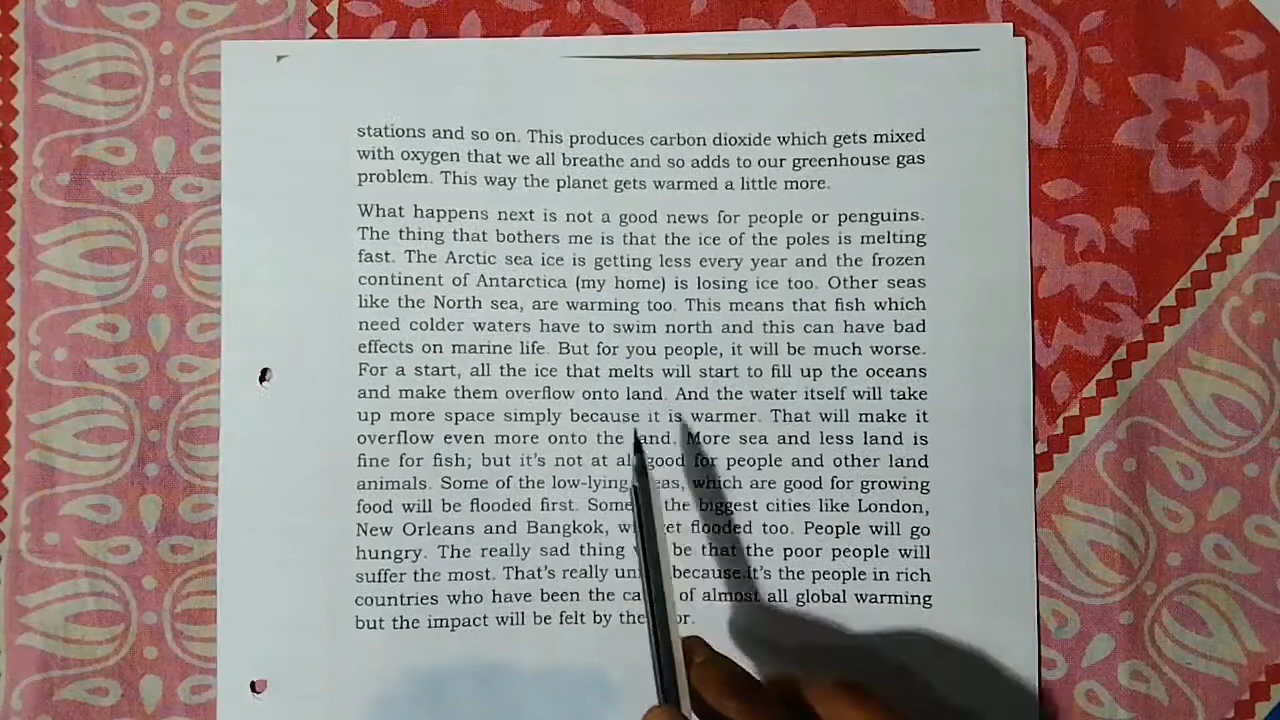 stations and so on. This produces carbon dioxide which gets mixed
with oxygen that we all breathe and so adds to our greenhouse gas
problem. This way the planet gets warmed a little more.
What happens next is not a good news for people or penguins.
The thing that bothers me is that the ice of the poles is melting
fast. The Arctic sea ice is getting less every year and the frozen
continent of Antarctica (my home) is losing ice too. Other seas
like the North sea, are warming too. This means that fish which
need colder waters have to swim north and this can have bad
effects on marine life. But for you people, it will be much worse.
For a start, all the ice that melts will start to fill up the oceans
and make them overflow onto land. And the water itself will take
up more space simply because it is warmer. That will make it
overflow even more onto the land. More sea and less land is
fine for fish; but it's not at all good for people and other land
animals. Some of the low-lying which are good for growing
food will be flooded first. Some the biggest cities like London,
New Orleans and Bangkok, flooded too. People will go
hungry. The really sad thing be that the poor people will
suffer the most. That's really because it's the people in rich
countries who have been the of almost all global warming
but the impact will be felt by the